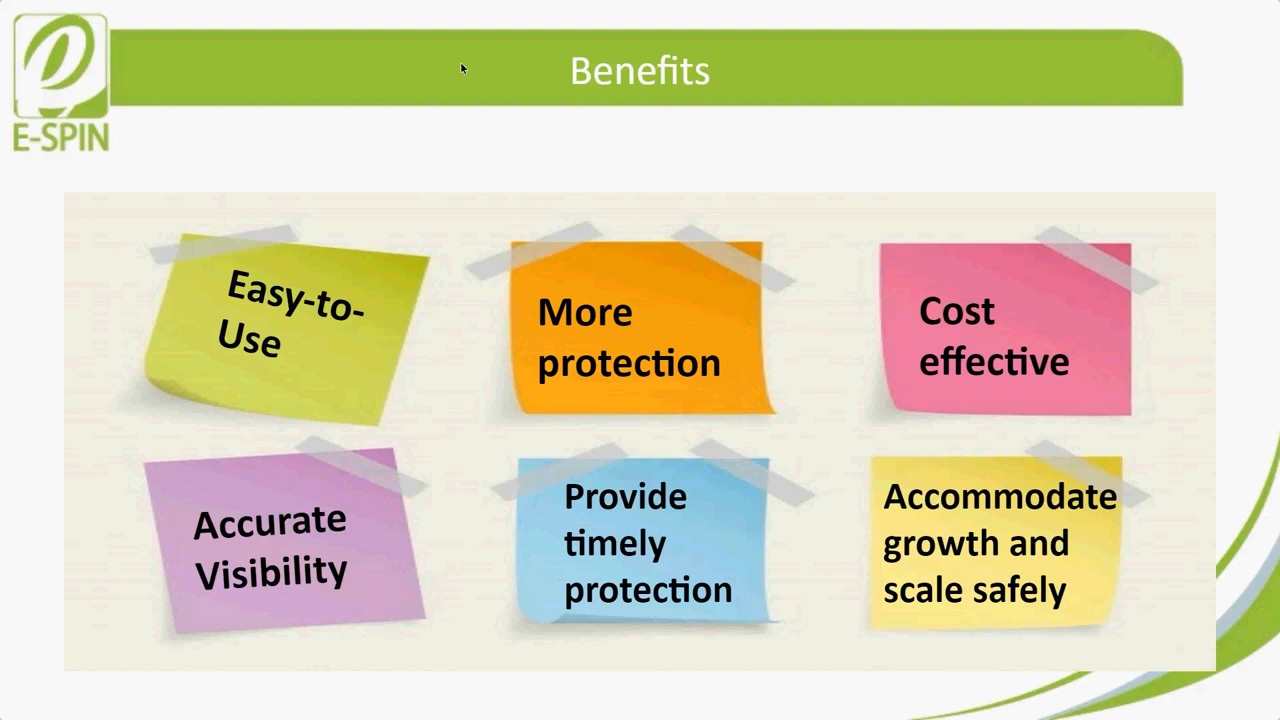 Benefits
E-SPIN
Easy-to-
Use
More
protection
Cost
effective
Accurate
Visibility
Provide
timely
protection
Accommodate
growth and
scale safely